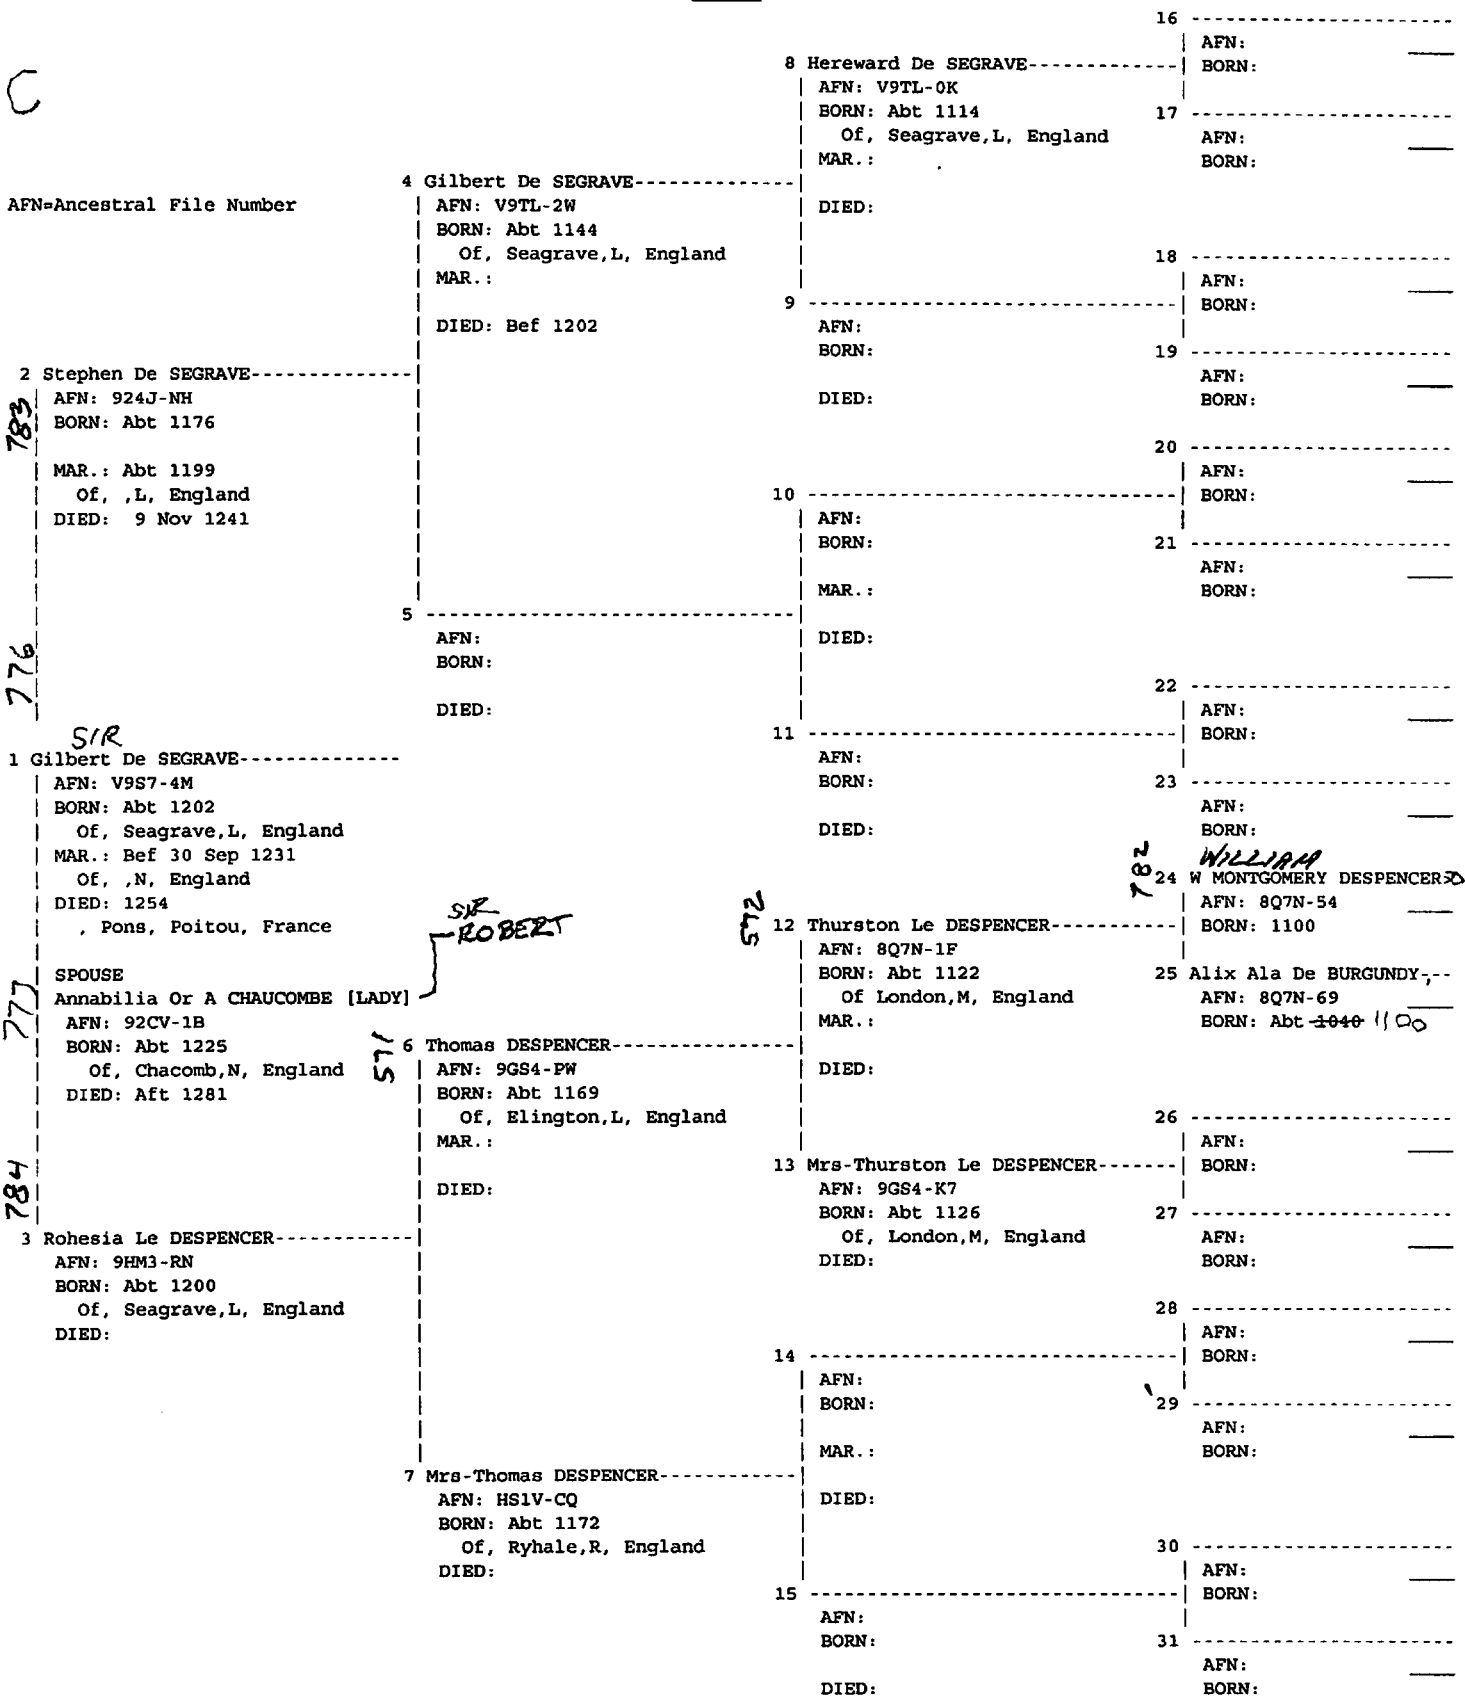 C
AFN=Ancestral File Number
783
2 Stephen De SEGRAVE--------------
AFN: 924J-NH
BORN: Abt 1176
MAR.: Abt 1199
Of, ,L, England
DIED: 9 Nov 1241
776
SIR
1 Gilbert De SEGRAVE--------------
AFN: V9S7-4M
BORN: Abt 1202
Of, Seagrave,L, England
MAR.: Bef 30 Sep 1231
Of, ,N, England
DIED: 1254
, Pons, Poitou, France
SPOUSE
Annabilia Or A CHAUCOMBE [LADY]
SIR
ROBERT
777
AFN: 92CV-1B
BORN: Abt 1225
Of, Chacomb,N, England
DIED: Aft 1281
784
3 Rohesia Le DESPENCER------------
AFN: 9HM3-RN
BORN: Abt 1200
Of, Seagrave,L, England
DIED:
4 Gilbert De SEGRAVE--------------
AFN: V9TL-2W
BORN: Abt 1144
Of, Seagrave,L, England
MAR.:
DIED: Bef 1202
5 --------------------------------
AFN:
BORN:
DIED:
571
6 Thomas DESPENCER----------------
AFN: 9GS4-PW
BORN: Abt 1169
Of, Elington,L, England
MAR.:
DIED:
7 Mrs-Thomas DESPENCER------------
AFN: HS1V-CQ
BORN: Abt 1172
Of, Ryhale,R, England
DIED:
8 Hereward De SEGRAVE-------------
AFN: V9TL-0K
BORN: Abt 1114
Of, Seagrave,L, England
MAR.:
DIED:
9 --------------------------------
AFN:
BORN:
DIED:
10 -------------------------------
AFN:
BORN:
MAR.:
DIED:
11 -------------------------------
AFN:
BORN:
DIED:
572
12 Thurston Le DESPENCER-----------
AFN: 8Q7N-1F
BORN: Abt 1122
Of London,M, England
MAR.:
DIED:
13 Mrs-Thurston Le DESPENCER-------
AFN: 9GS4-K7
BORN: Abt 1126
Of, London,M, England
DIED:
14 -------------------------------
AFN:
BORN:
MAR.:
DIED:
15 -------------------------------
AFN:
BORN:
DIED:
16 ----------------------
AFN:
BORN:
17 ----------------------
AFN:
BORN:
18 ----------------------
AFN:
BORN:
19 ----------------------
AFN:
BORN:
20 ----------------------
AFN:
BORN:
21 ----------------------
AFN:
BORN:
22 ----------------------
AFN:
BORN:
23 ----------------------
AFN:
BORN:
782
WILLIAM
24 W MONTGOMERY DESPENCER
AFN: 8Q7N-54
BORN: 1100
25 Alix Ala De BURGUNDY---
AFN: 8Q7N-69
BORN: Abt 1040 1100
26 ----------------------
AFN:
BORN:
27 ----------------------
AFN:
BORN:
28 ----------------------
AFN:
BORN:
29 ----------------------
AFN:
BORN:
30 ----------------------
AFN:
BORN:
31 ----------------------
AFN:
BORN: